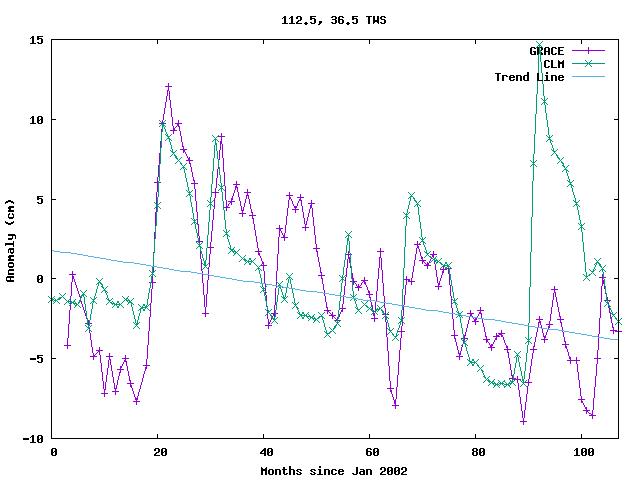 112.5, 36.5 TWS
GRACE
CLM
Trend Line
Anomaly (cm)
15
10
5
0
-5
-10
0 20 40 60 80 100
Months since Jan 2002